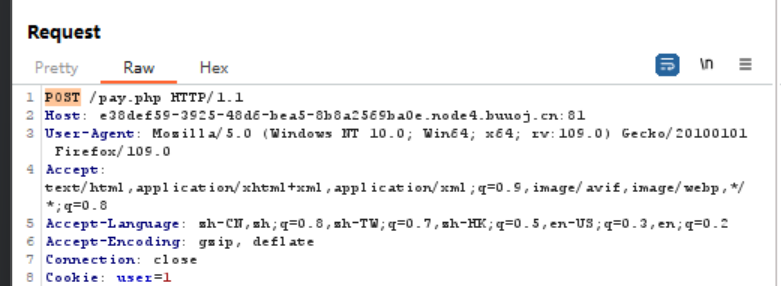 Request
Pretty Raw Hex
\n
1 POST /pay.php HTTP/1.1
2 Host: e38def59-3925-48d6-bea5-8b8a2569ba0e.node4.buuoj.cn:81
3 User-Agent: Mozilla/5.0 (Windows NT 10.0; Win64; x64; rv:109.0) Gecko/20100101
Firefox/109.0
4 Accept:
text/html,application/xhtml+xml,application/xml;q=0.9,image/avif,image/webp,*/
*;q=0.8
5 Accept-Language: zh-CN,zh;q=0.8,zh-TW;q=0.7,zh-HK;q=0.5,en-US;q=0.3,en;q=0.2
6 Accept-Encoding: gzip, deflate
7 Connection: close
8 Cookie: user=1